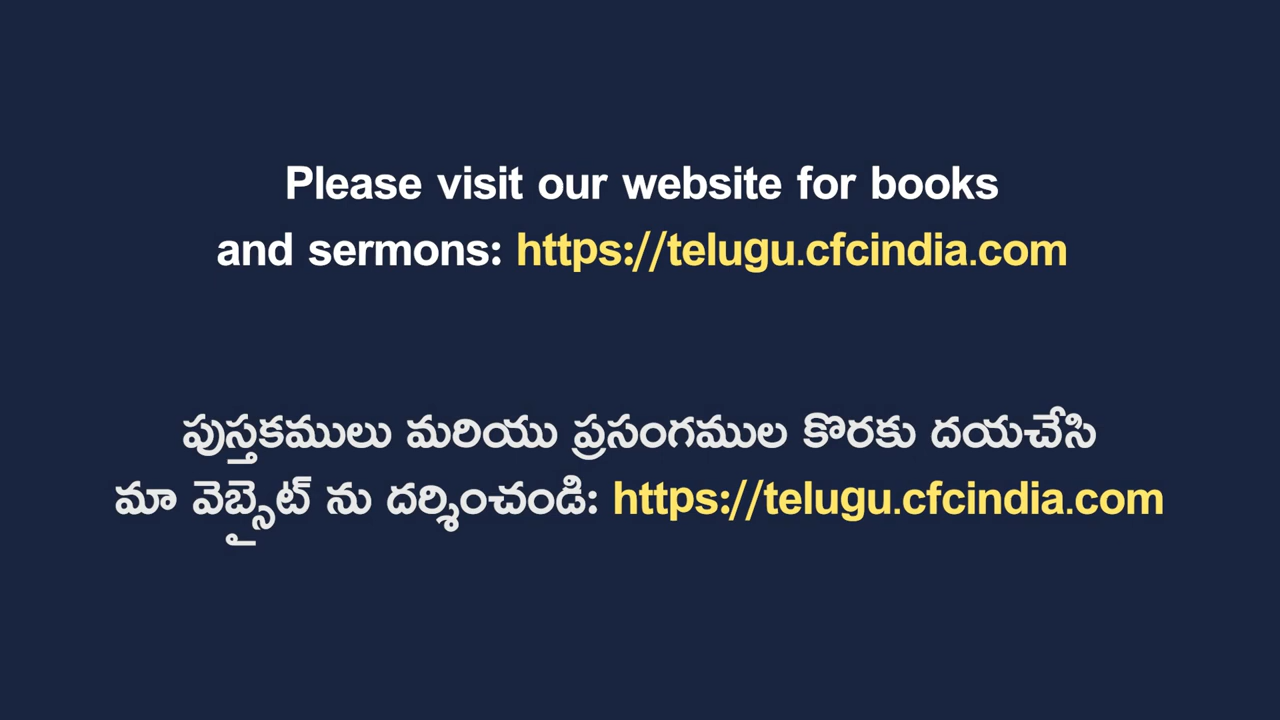 Please visit our website for books
and sermons: https://telugu.cfcindia.com
పుస్తకములు మరియు ప్రసంగముల కొరకు దయచేసి
మా వెబ్సైట్ ను దర్శించండి: https://telugu.cfcindia.com